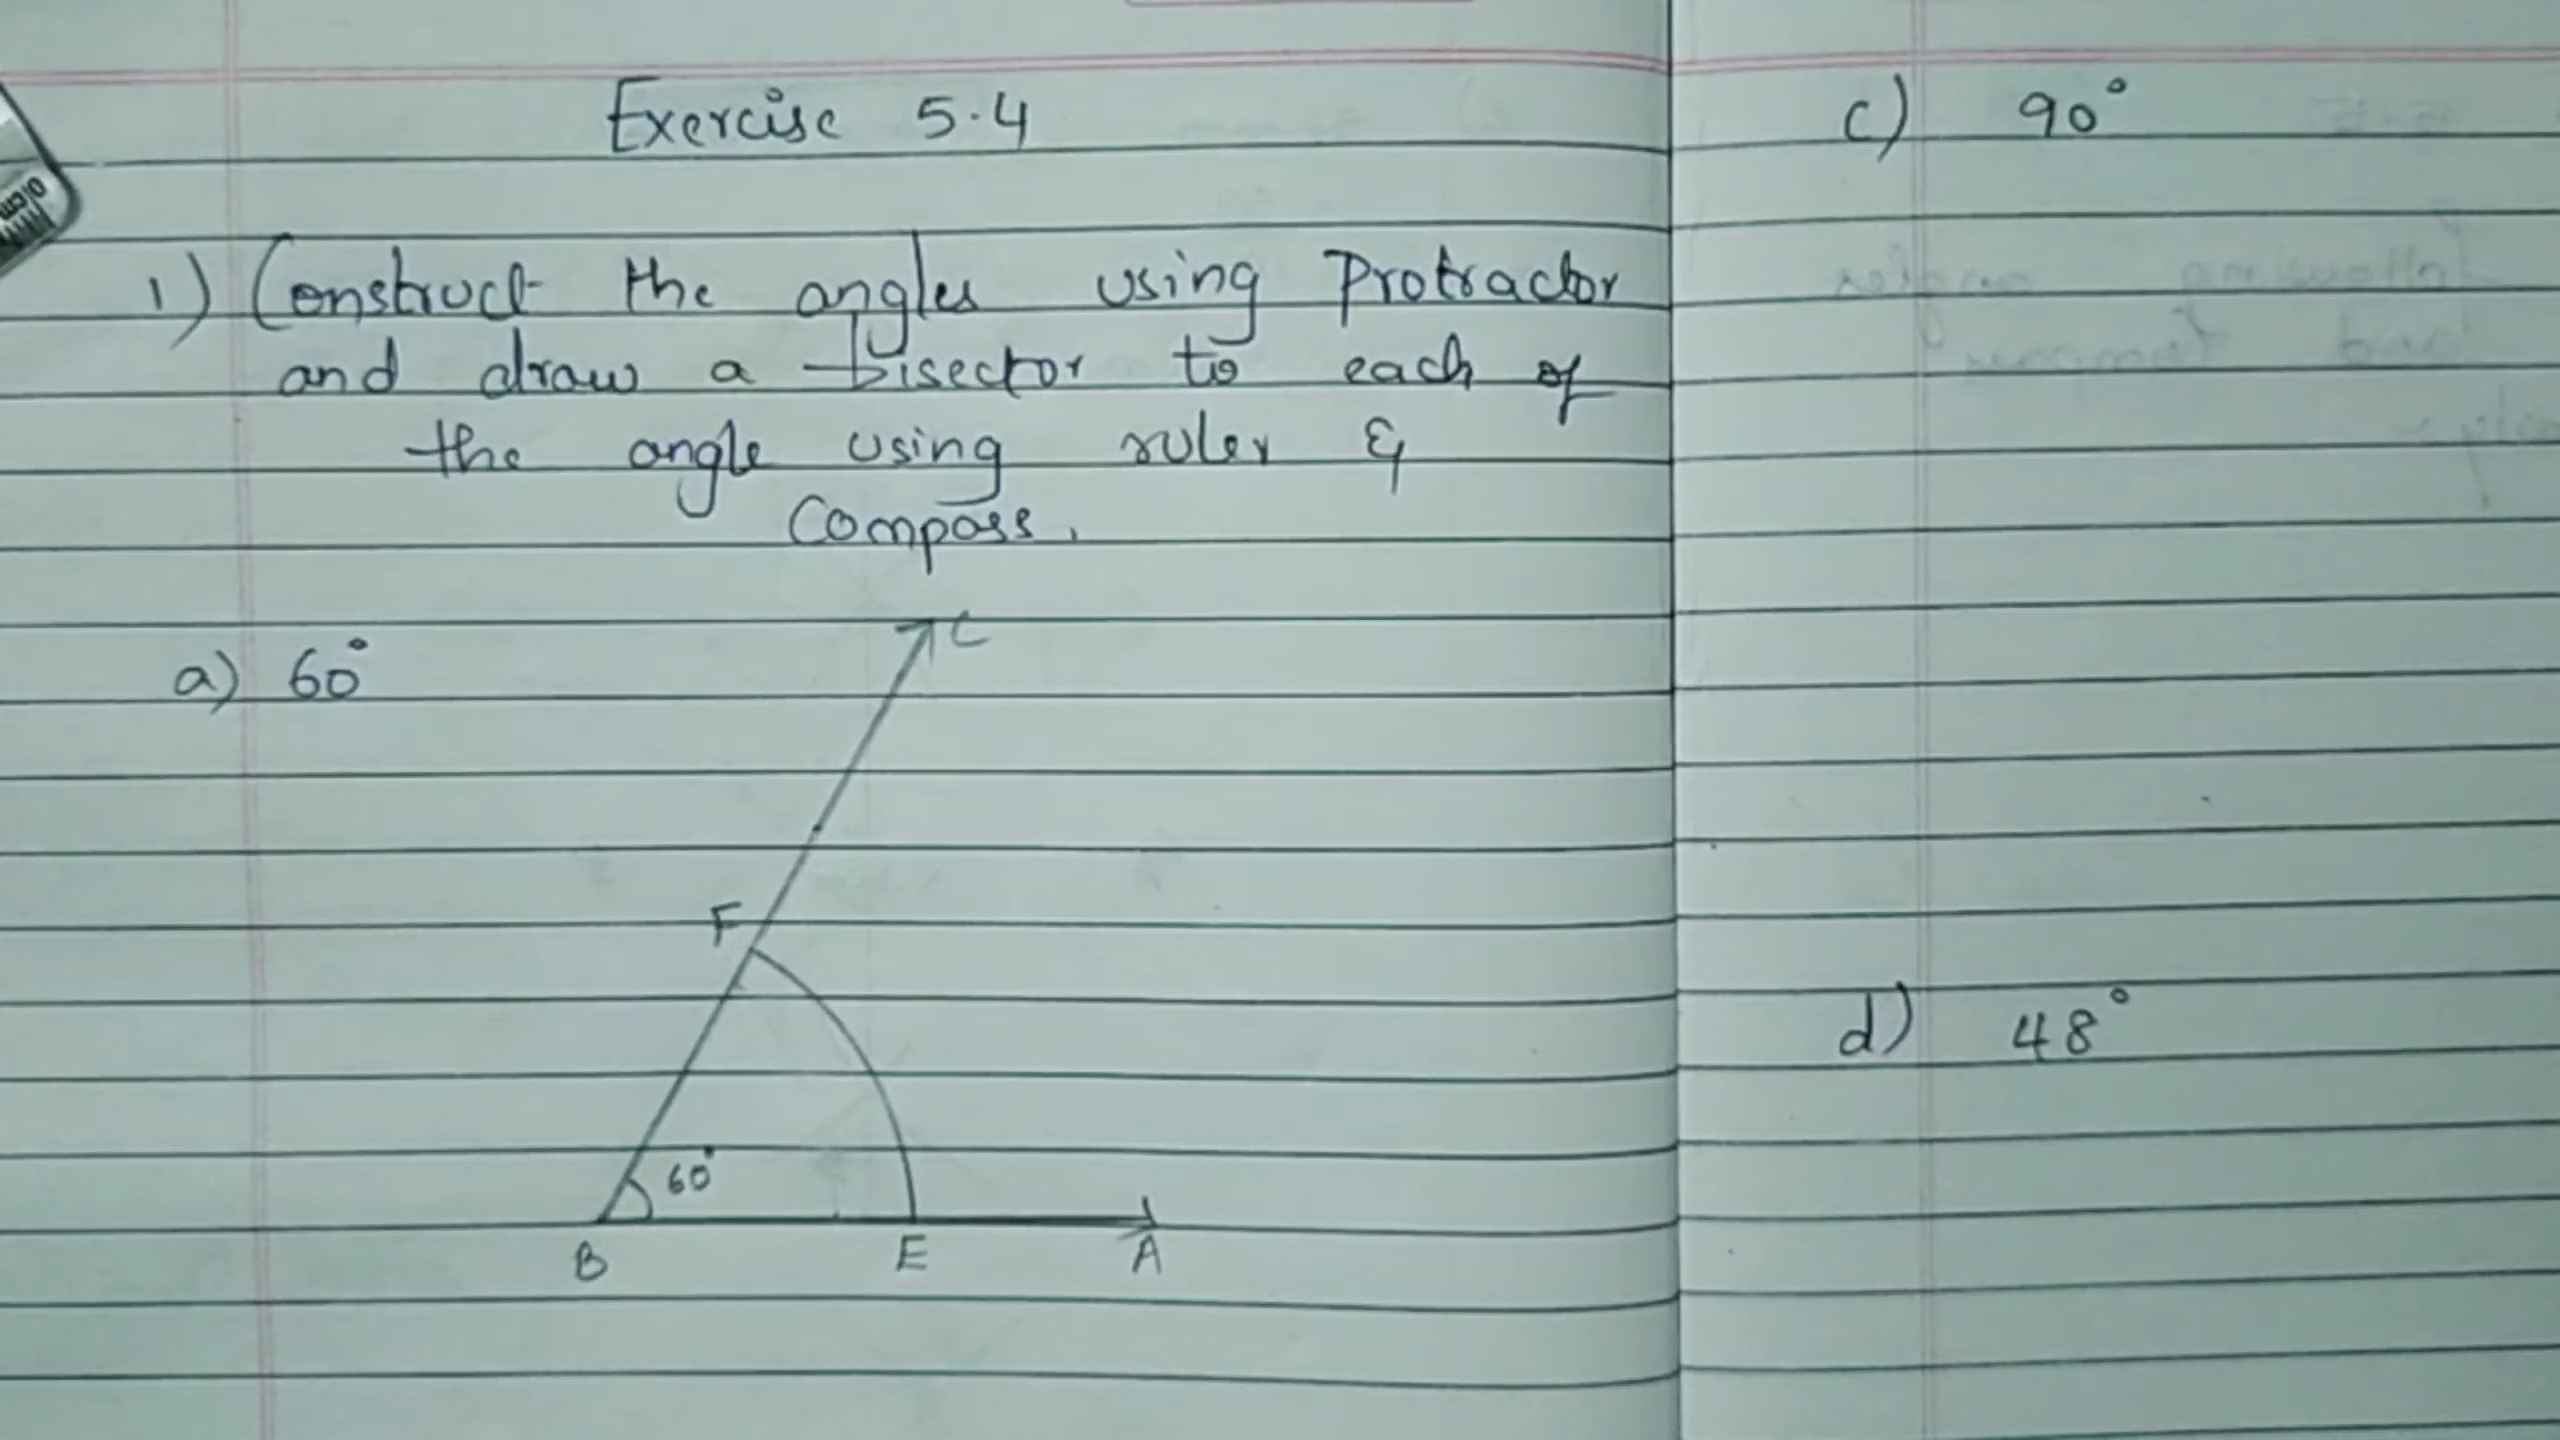 Exercise 5.4
1) Construct the angles using Protractor
and draw a bisector to each of
the angle using ruler &
Compass.
a) 60°
C
F
60°
B E A
c) 90°
d) 48°